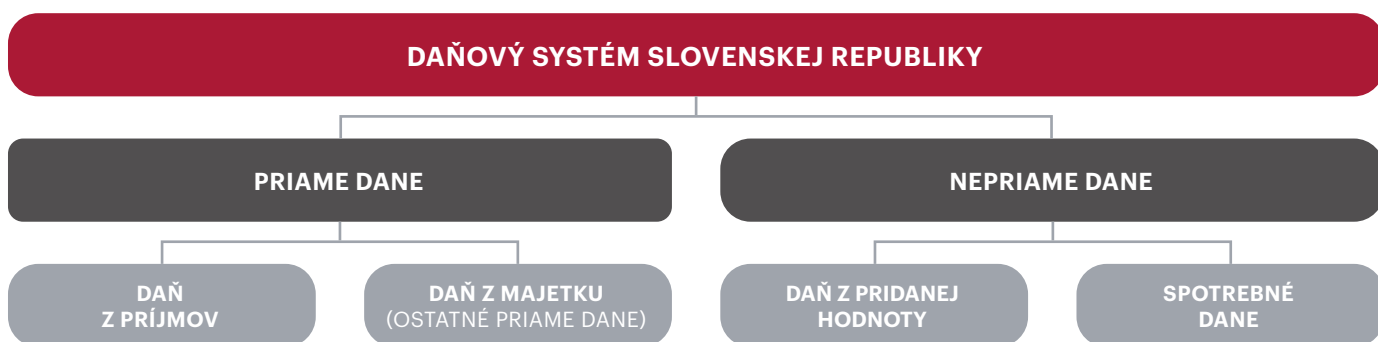 DAŇOVÝ SYSTÉM SLOVENSKEJ REPUBLIKY
PRIAME DANE
NEPRIAME DANE
DAŇ
Z PRÍJMOV
DAŇ Z MAJETKU
(OSTATNÉ PRIAME DANE)
DAŇ Z PRIDANEJ
HODNOTY
SPOTREBNÉ
DANE